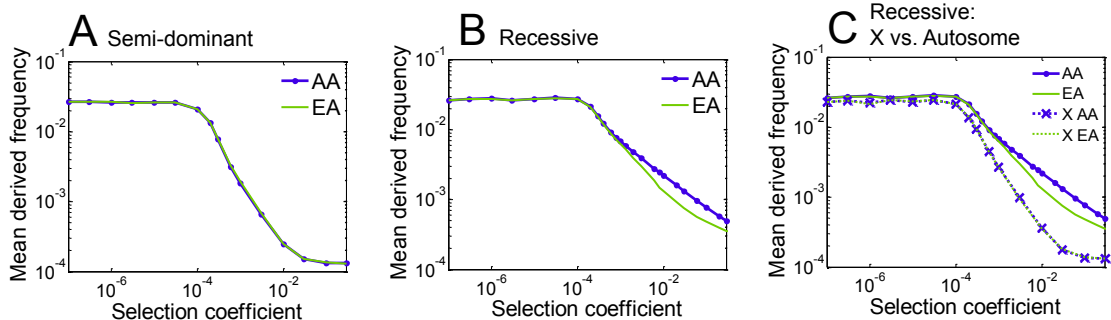 A Semi-dominant
Mean derived frequency
10^-1
10^-2
10^-3
10^-4
AA
EA
10^-6 10^-4 10^-2
Selection coefficient
B Recessive
Mean derived frequency
10^-1
10^-2
10^-3
10^-4
AA
EA
10^-6 10^-4 10^-2
Selection coefficient
C Recessive:
X vs. Autosome
Mean derived frequency
10^-1
10^-2
10^-3
10^-4
AA
EA
X AA
X EA
10^-6 10^-4 10^-2
Selection coefficient